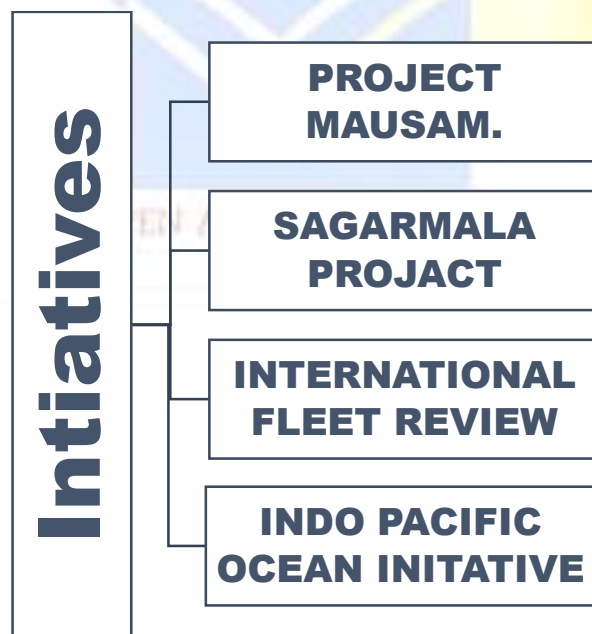 Intiatives
PROJECT
MAUSAM.
SAGARMALA
PROJACT
INTERNATIONAL
FLEET REVIEW
INDO PACIFIC
OCEAN INITATIVE